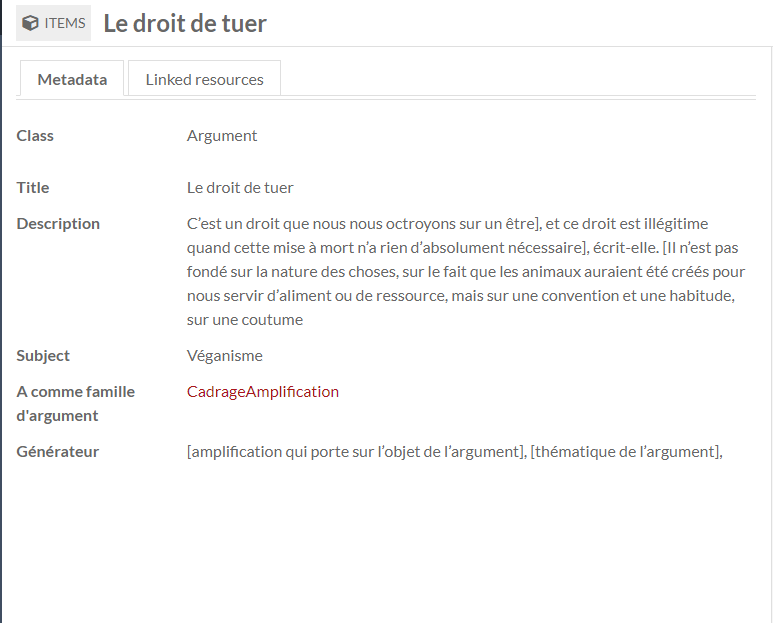 ITEMS Le droit de tuer
Metadata Linked resources
Class Argument
Title Le droit de tuer
Description C’est un droit que nous nous octroyons sur un être], et ce droit est illégitime
quand cette mise à mort n’a rien d’absolument nécessaire], écrit-elle. [Il n’est pas
fondé sur la nature des choses, sur le fait que les animaux auraient été créés pour
nous servir d’aliment ou de ressource, mais sur une convention et une habitude,
sur une coutume
Subject Véganisme
A comme famille CadrageAmplification
d'argument
Générateur [amplification qui porte sur l’objet de l’argument], [thématique de l’argument],